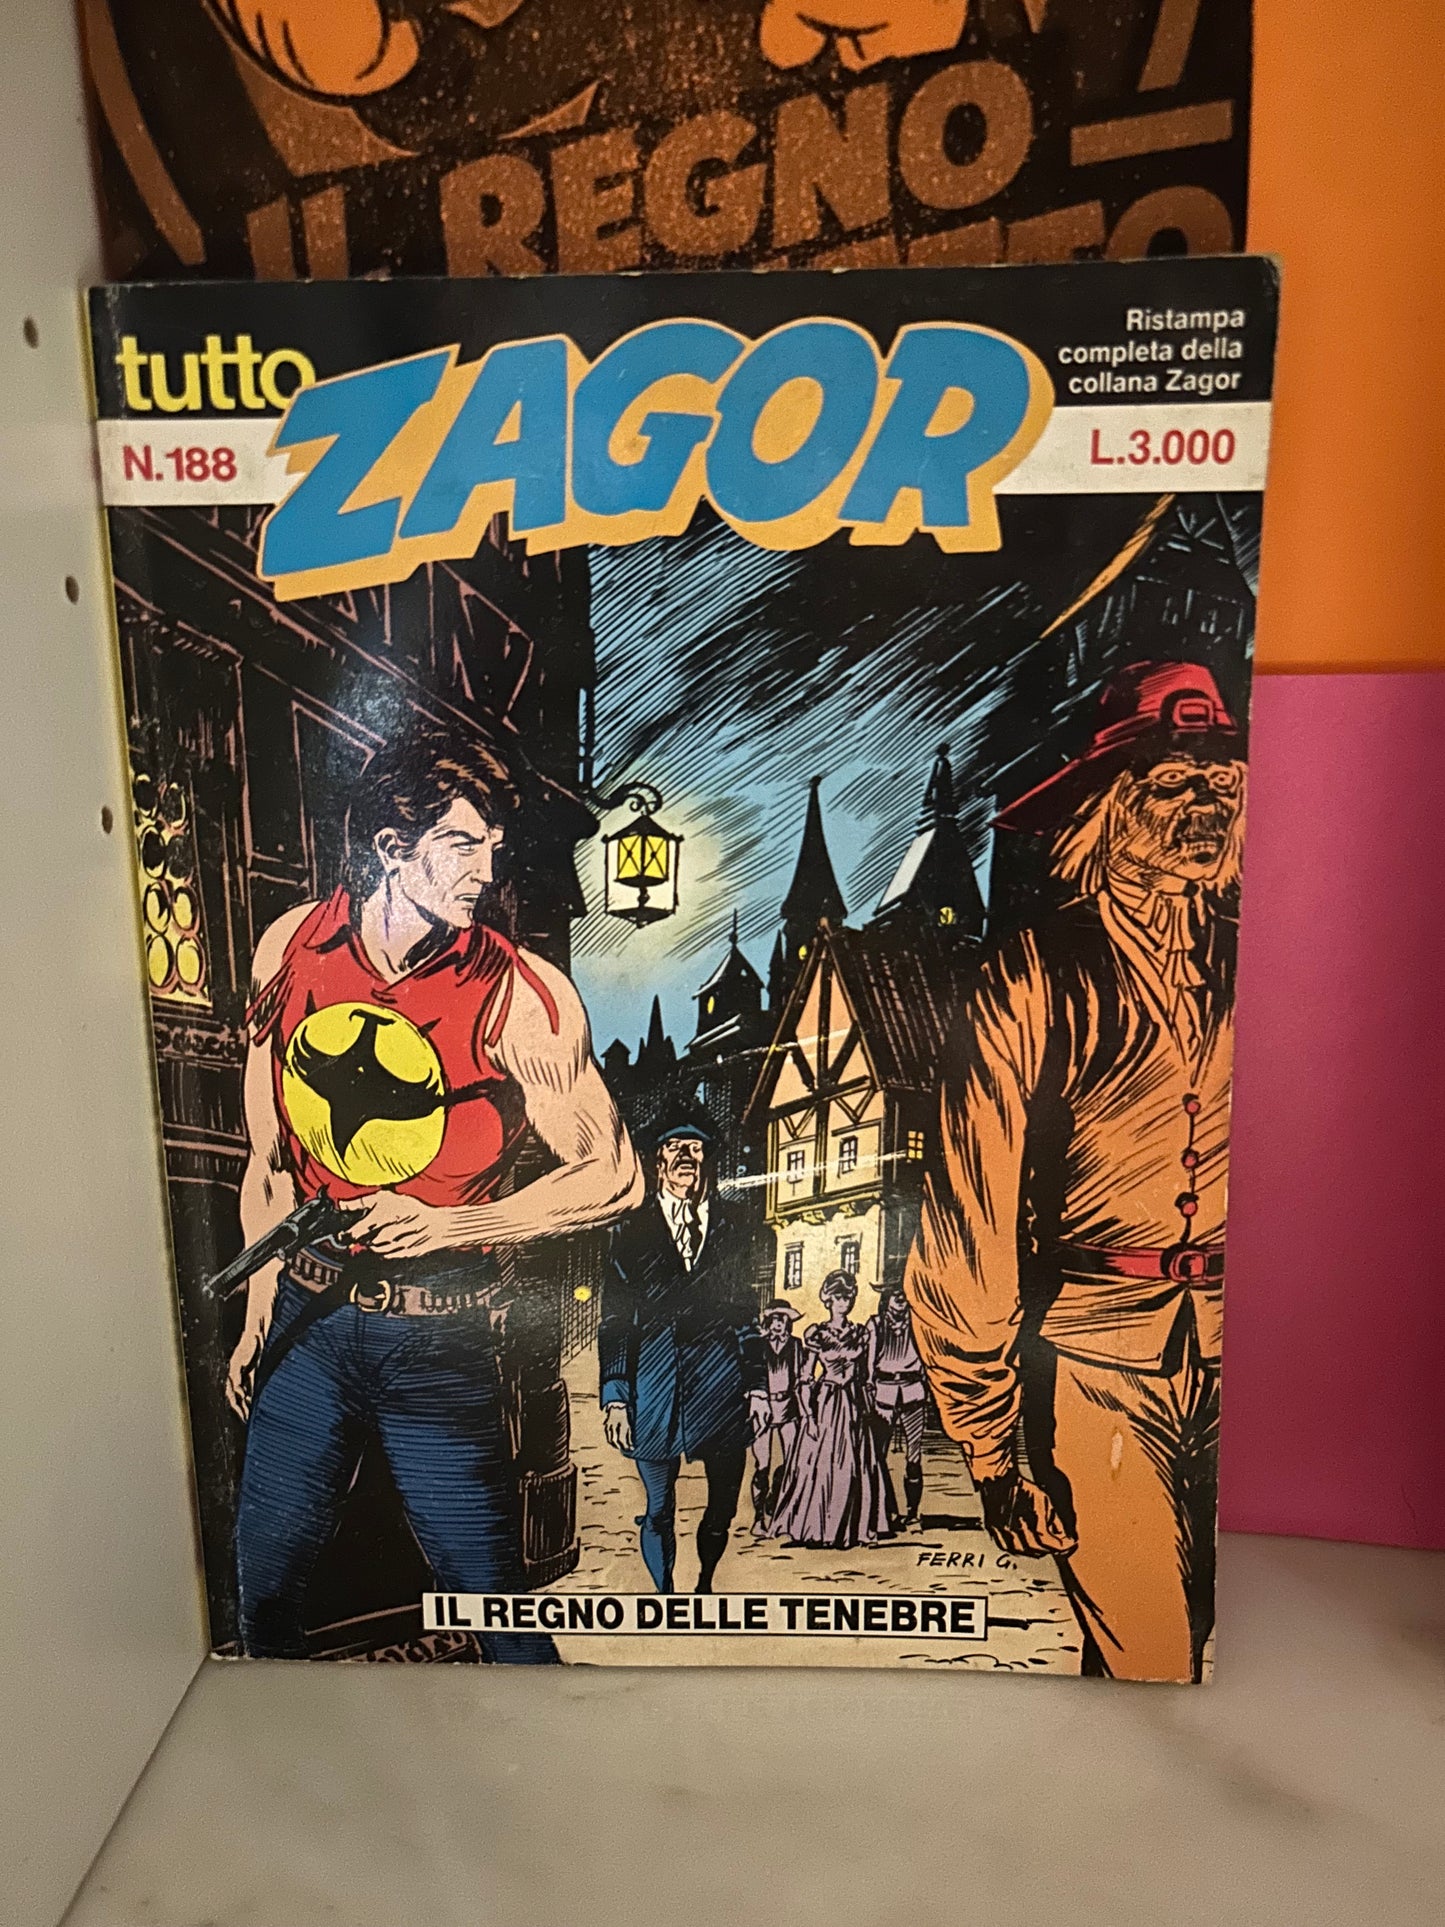 IL REGNO
tutto
ZAGOR
Ristampa
completa della
collana Zagor
N.188
L.3.000
FERRI G.
IL REGNO DELLE TENEBRE